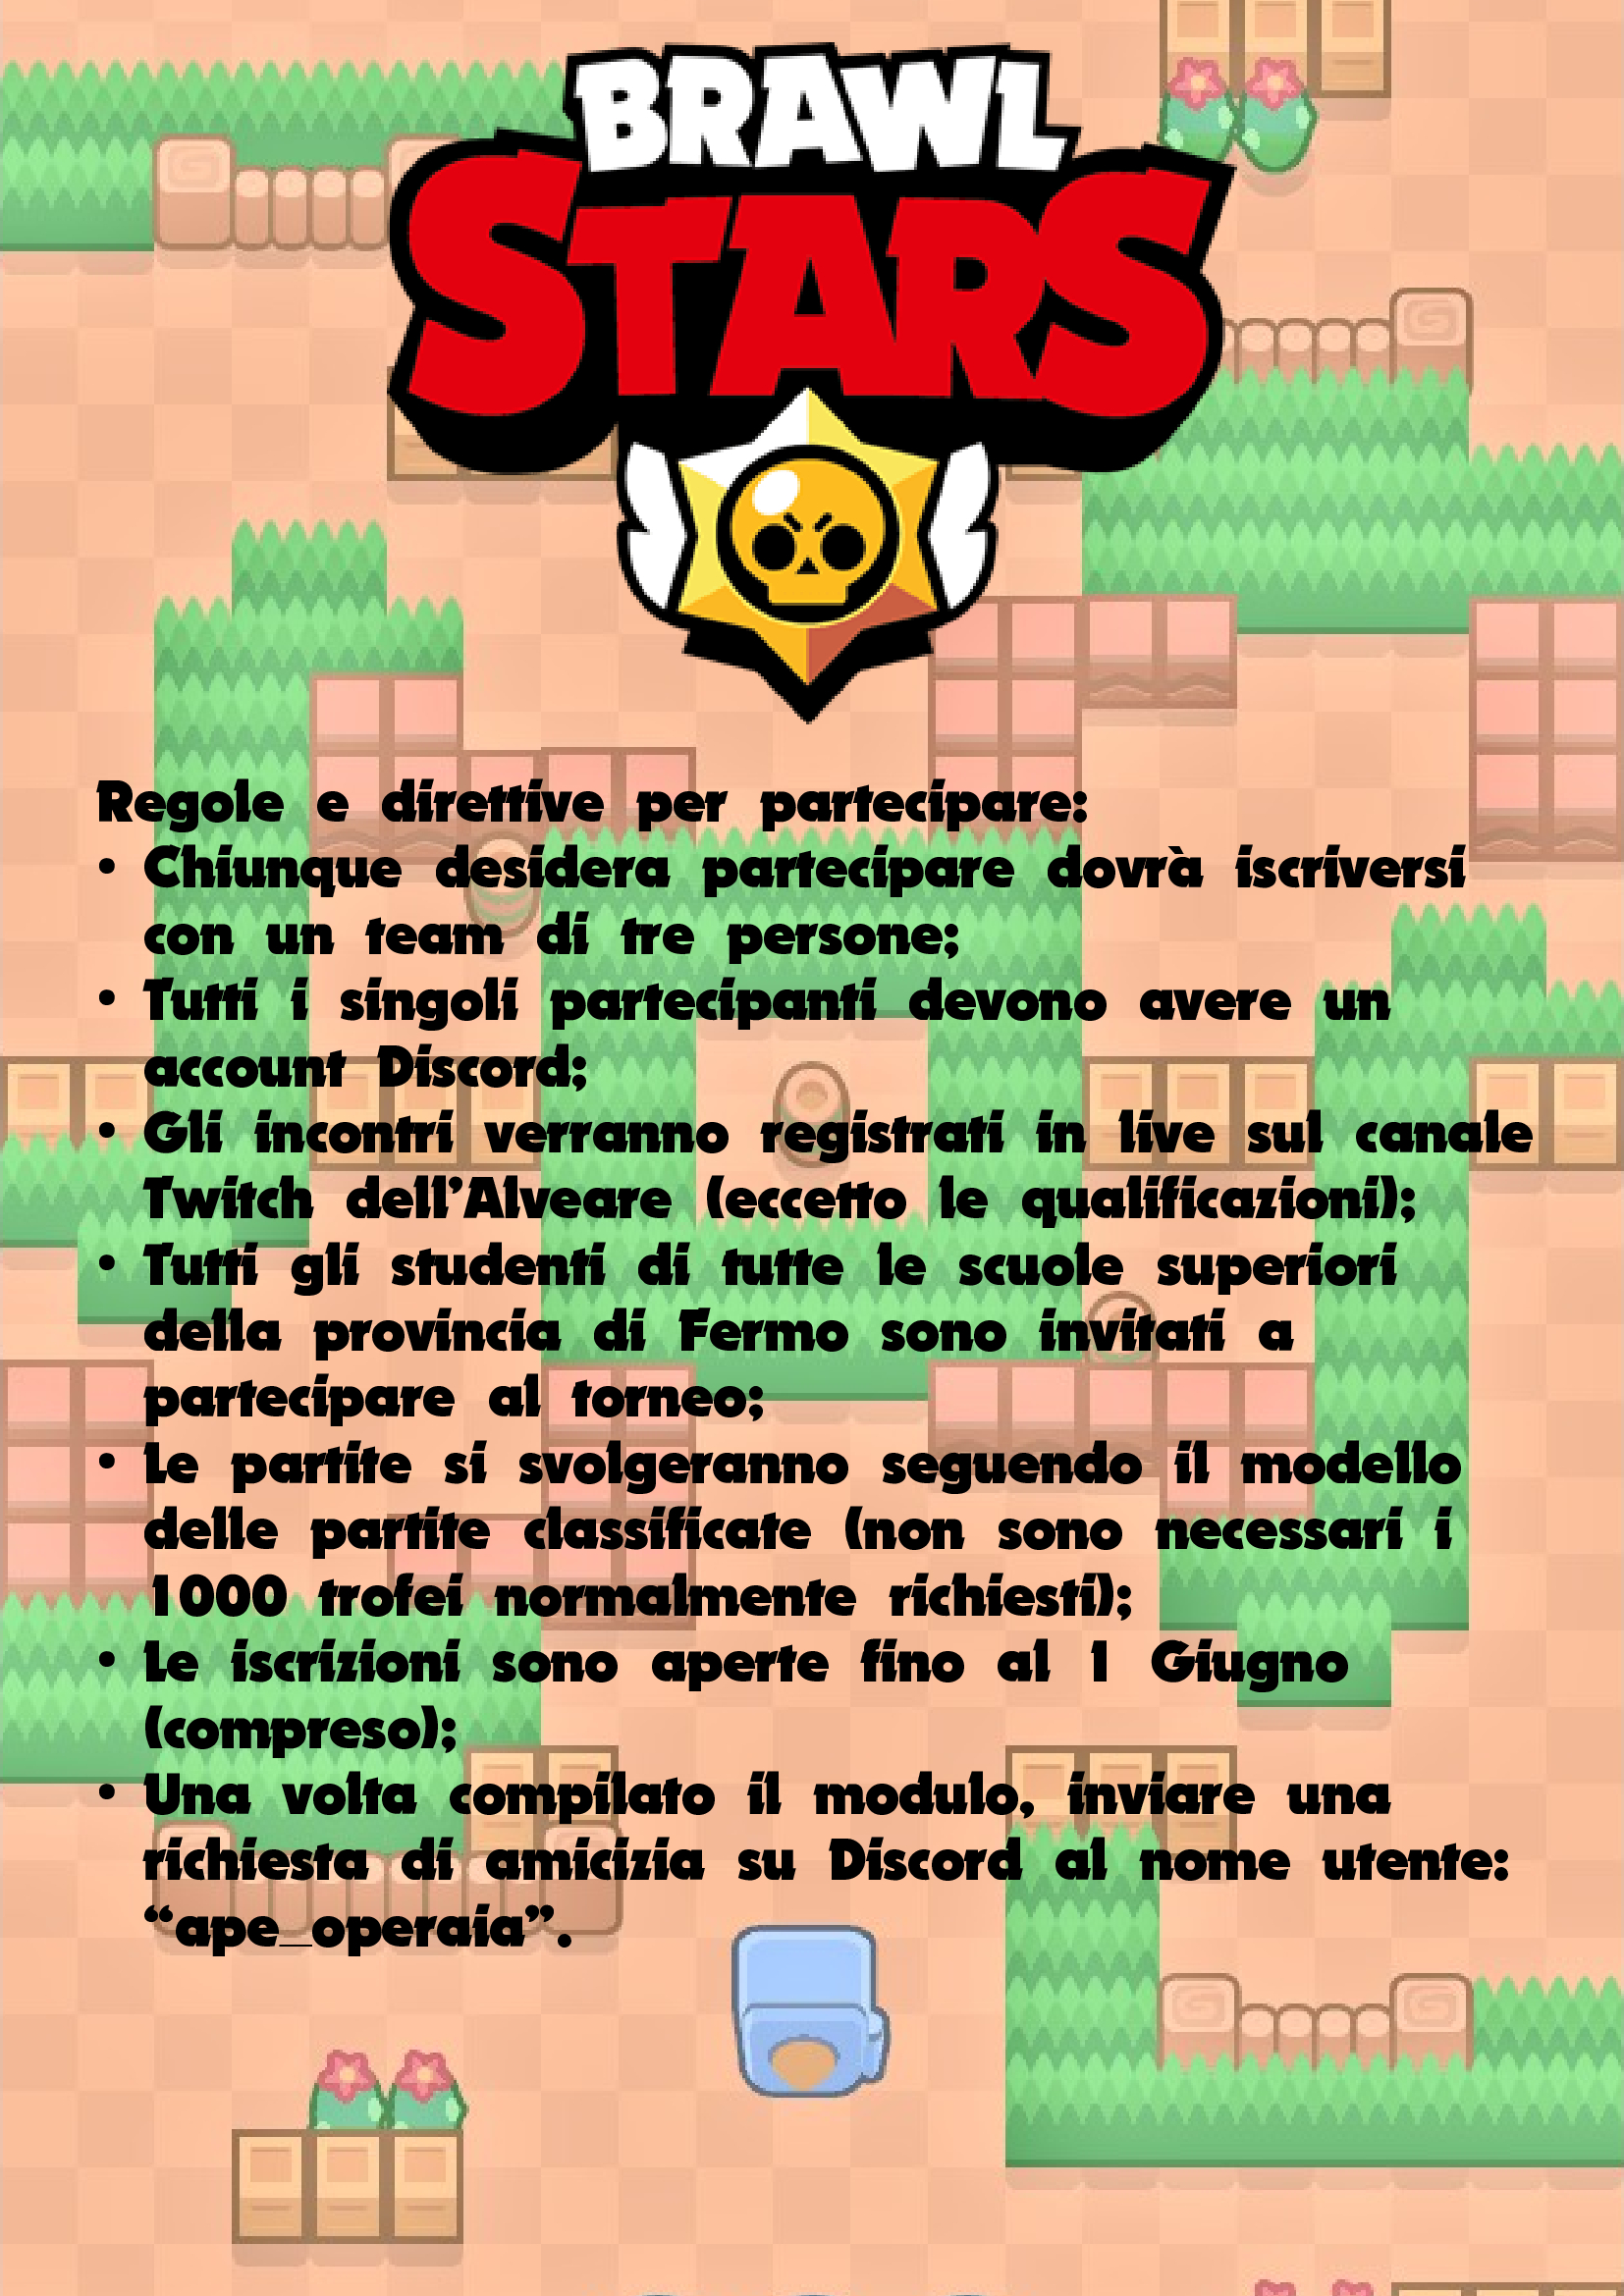 BRAWL
STARS
Regole e direttive per partecipare:
• Chiunque desidera partecipare dovrà iscriversi
con un team di tre persone;
• Tutti i singoli partecipanti devono avere un
account Discord;
• Gli incontri verranno registrati in live sul canale
Twitch dell’Alveare (eccetto le qualificazioni);
• Tutti gli studenti di tutte le scuole superiori
della provincia di Fermo sono invitati a
partecipare al torneo;
• Le partite si svolgeranno seguendo il modello
delle partite classificate (non sono necessari i
1000 trofei normalmente richiesti);
• Le iscrizioni sono aperte fino al 1 Giugno
(compreso);
• Una volta compilato il modulo, inviare una
richiesta di amicizia su Discord al nome utente:
“ape_operaia”.